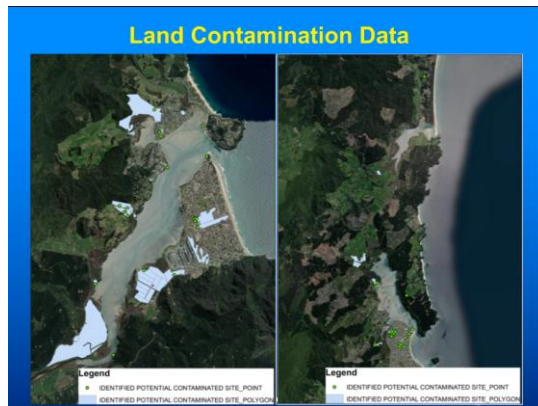 Land Contamination Data
Legend
IDENTIFIED POTENTIAL CONTAMINATED SITE_POINT
IDENTIFIED POTENTIAL CONTAMINATED SITE_POLYGON
Legend
IDENTIFIED POTENTIAL CONTAMINATED SITE_POINT
IDENTIFIED POTENTIAL CONTAMINATED SITE_POLYGON